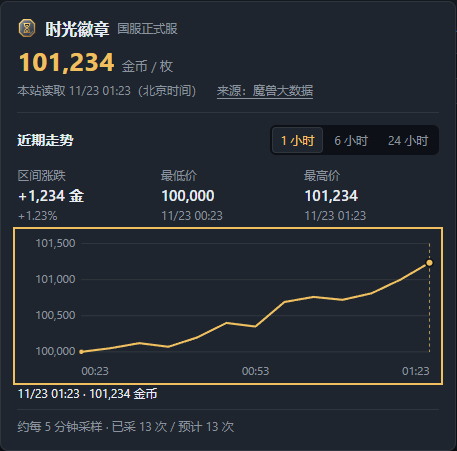 时光徽章 国服正式服
101,234 金币 / 枚
本站读取 11/23 01:23（北京时间） 来源：魔兽大数据
近期走势 1 小时 6 小时 24 小时
区间涨跌 最低价 最高价
+1,234 金 100,000 101,234
+1.23% 11/23 00:23 11/23 01:23
101,500
101,000
100,500
100,000
00:23 00:53 01:23
11/23 01:23 · 101,234 金币
约每 5 分钟采样 · 已采 13 次 / 预计 13 次